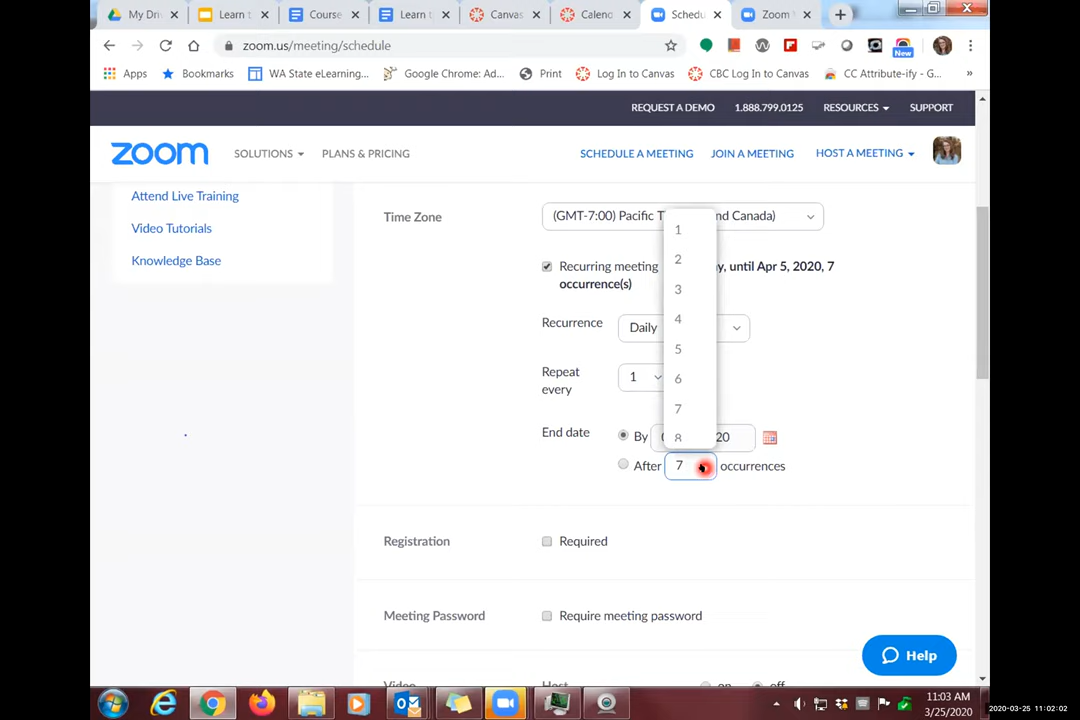 My Dri
Learn t
Course
Learn t
Canvas
Calend
Schedu
Zoom
zoom.us/meeting/schedule
New
Apps
Bookmarks
WA State eLearning...
Google Chrome: Ad...
Print
Log In to Canvas
CBC Log In to Canvas
CC Attribute-ify - G...
»
REQUEST A DEMO
1.888.799.0125
RESOURCES
SUPPORT
zoom
SOLUTIONS
PLANS & PRICING
SCHEDULE A MEETING
JOIN A MEETING
HOST A MEETING
Attend Live Training
Video Tutorials
Knowledge Base
Time Zone
(GMT-7:00) Pacific T
nd Canada)
Recurring meeting
y, until Apr 5, 2020, 7
occurrence(s)
Recurrence
Daily
Repeat
every
1
End date
By
20
After
7
occurrences
1
2
3
4
5
6
7
8
Registration
Required
Meeting Password
Require meeting password
Video
Host
on
off
Help
11:03 AM
3/25/2020
2020-03-25 11:02:02